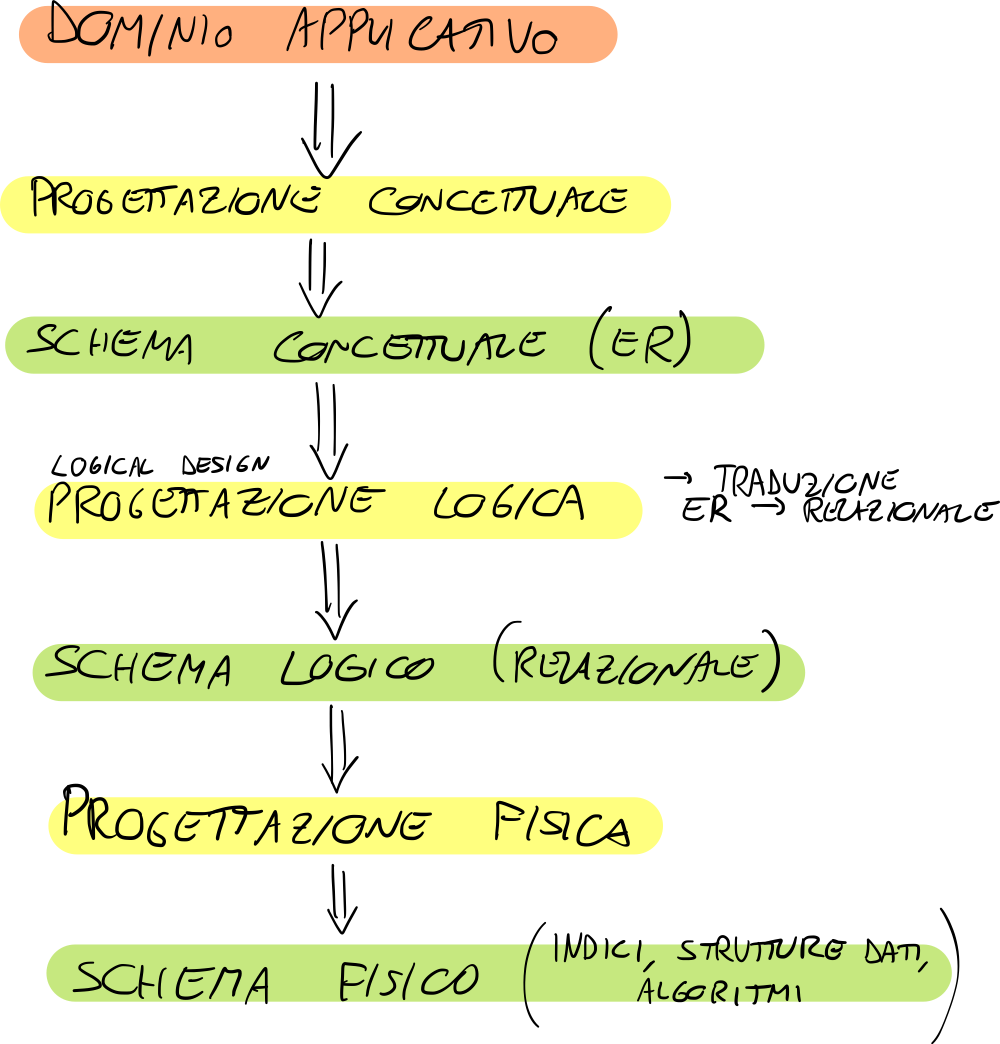 DOMINIO APPLICATIVO
PROGETTAZIONE CONCETTUALE
SCHEMA CONCETTUALE (ER)
LOGICAL DESIGN
PROGETTAZIONE LOGICA
→ TRADUZIONE
ER → RELAZIONALE
SCHEMA LOGICO (RELAZIONALE)
PROGETTAZIONE FISICA
SCHEMA FISICO (INDICI, STRUTTURE DATI,
ALGORITMI)